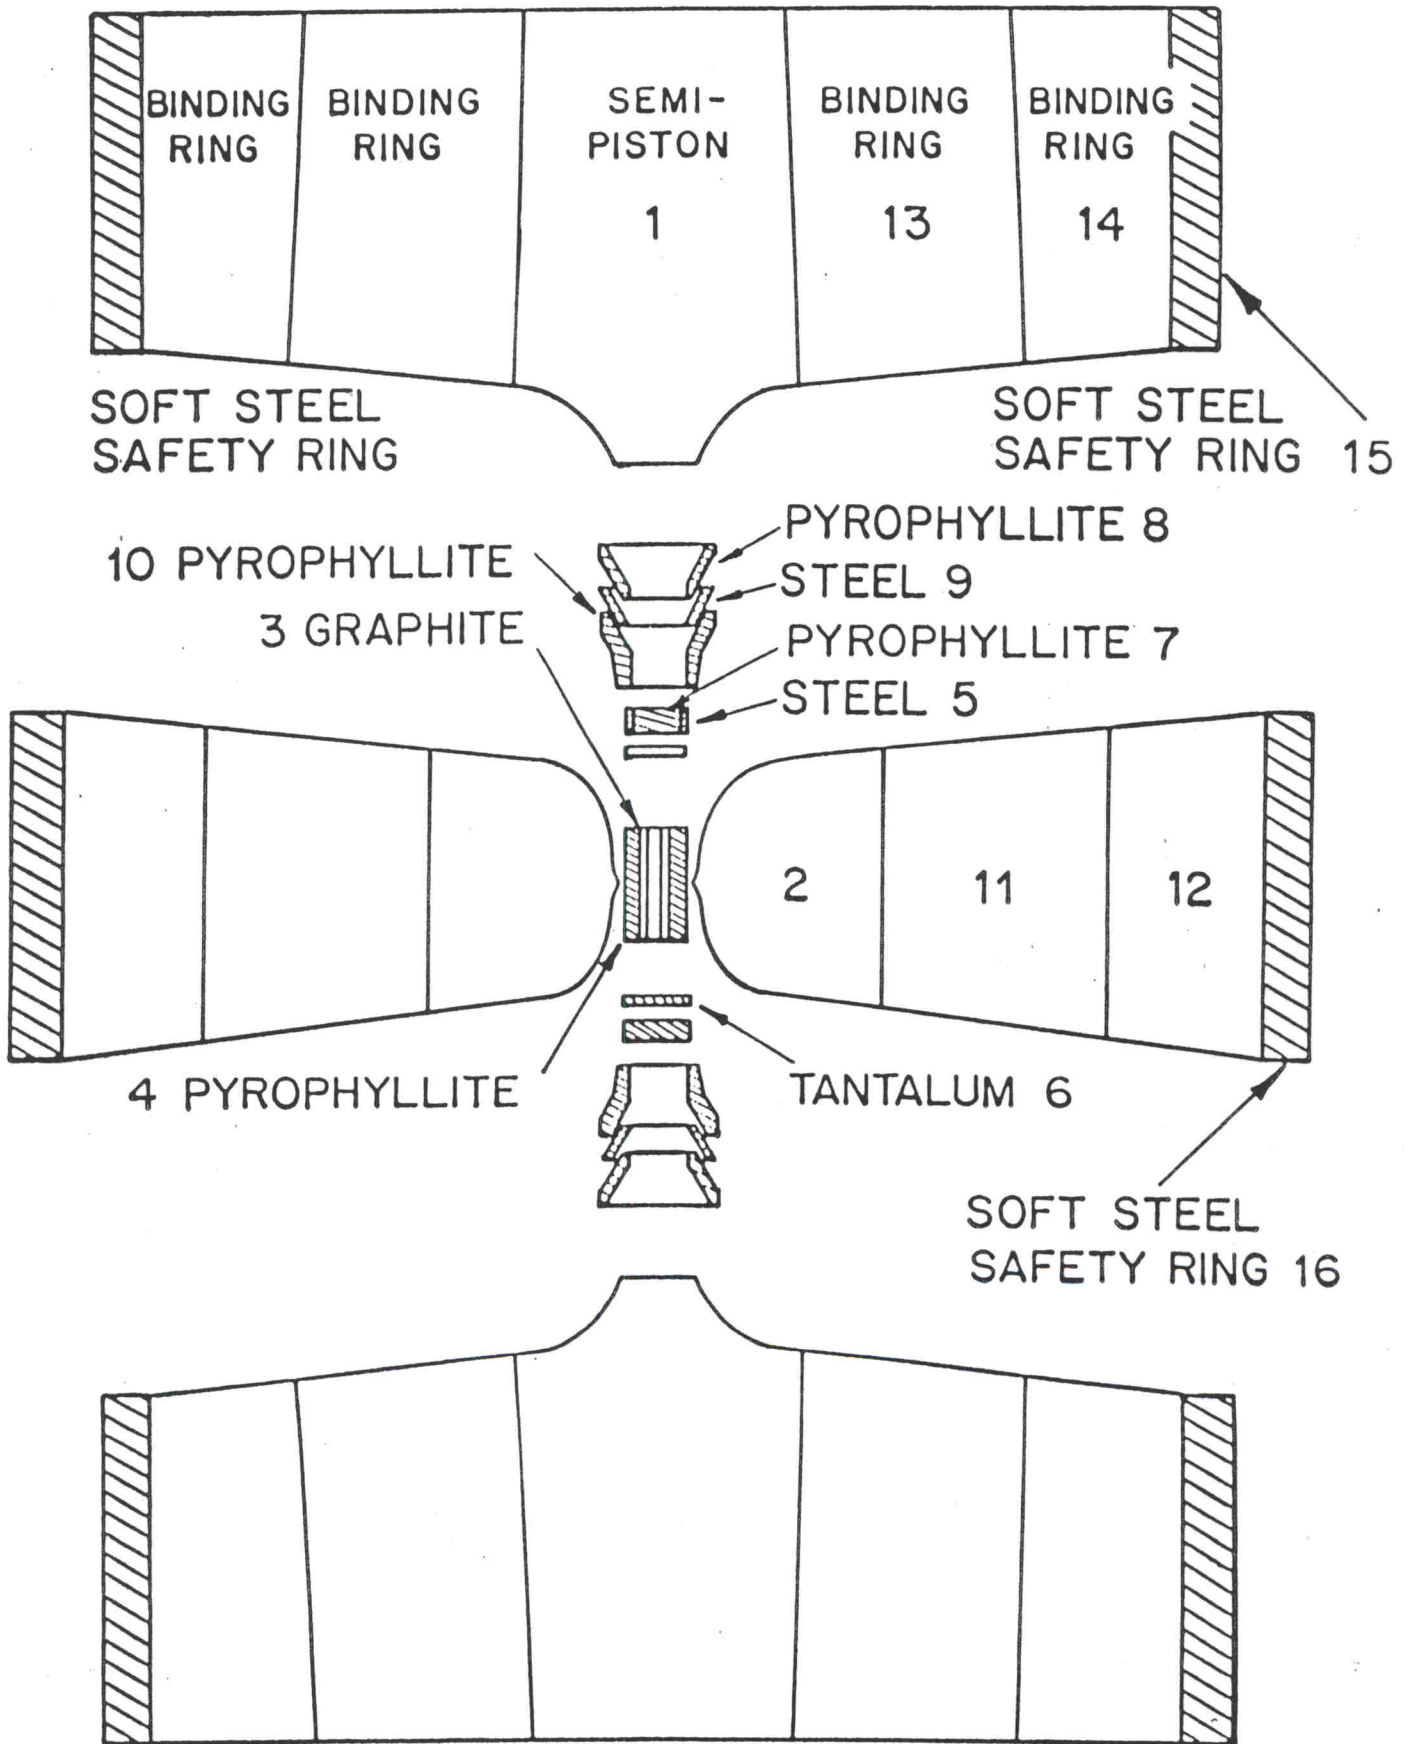 BINDING RING
BINDING RING
SEMI-PISTON
1
BINDING RING
13
BINDING RING
14
SOFT STEEL
SAFETY RING
SOFT STEEL
SAFETY RING 15
PYROPHYLLITE 8
10 PYROPHYLLITE
STEEL 9
3 GRAPHITE
PYROPHYLLITE 7
STEEL 5
2
11
12
4 PYROPHYLLITE
TANTALUM 6
SOFT STEEL
SAFETY RING 16